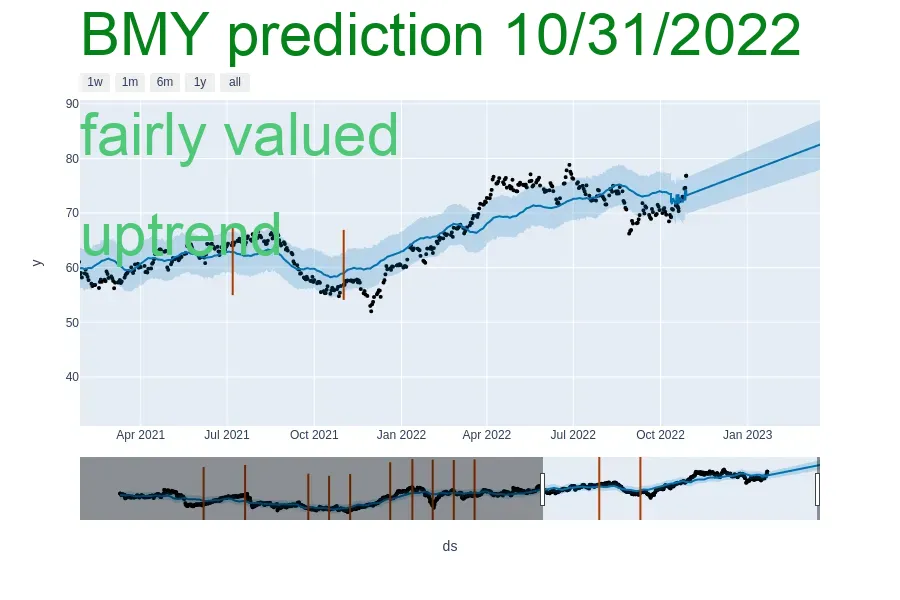 BMY prediction 10/31/2022
1w 1m 6m 1y all
90
fairly valued
80
70
uptrend
60
y
50
40
Apr 2021 Jul 2021 Oct 2021 Jan 2022 Apr 2022 Jul 2022 Oct 2022 Jan 2023
ds